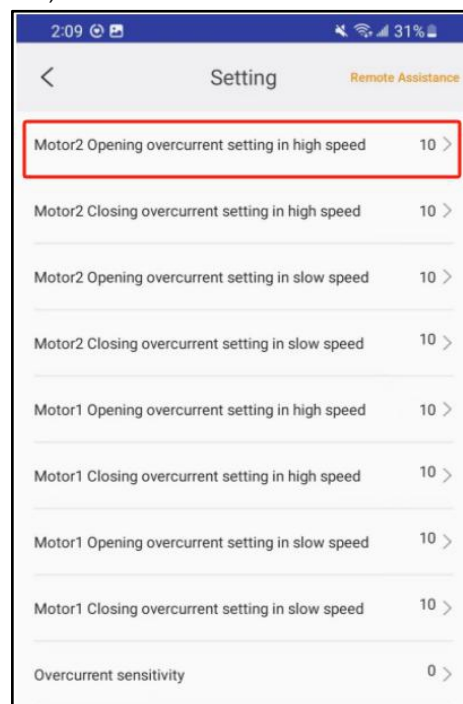 2:09 31%
Setting Remote Assistance
Motor2 Opening overcurrent setting in high speed 10
Motor2 Closing overcurrent setting in high speed 10
Motor2 Opening overcurrent setting in slow speed 10
Motor2 Closing overcurrent setting in slow speed 10
Motor1 Opening overcurrent setting in high speed 10
Motor1 Closing overcurrent setting in high speed 10
Motor1 Opening overcurrent setting in slow speed 10
Motor1 Closing overcurrent setting in slow speed 10
Overcurrent sensitivity 0